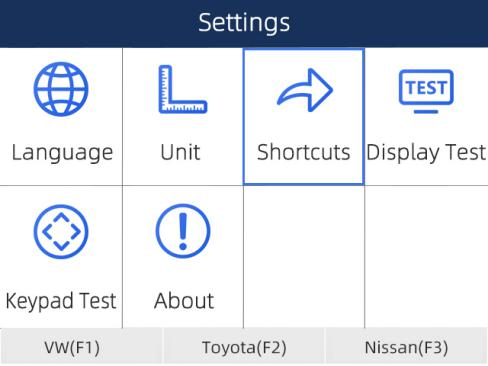 Settings
TEST
Language Unit Shortcuts Display Test
Keypad Test About
VW(F1) Toyota(F2) Nissan(F3)